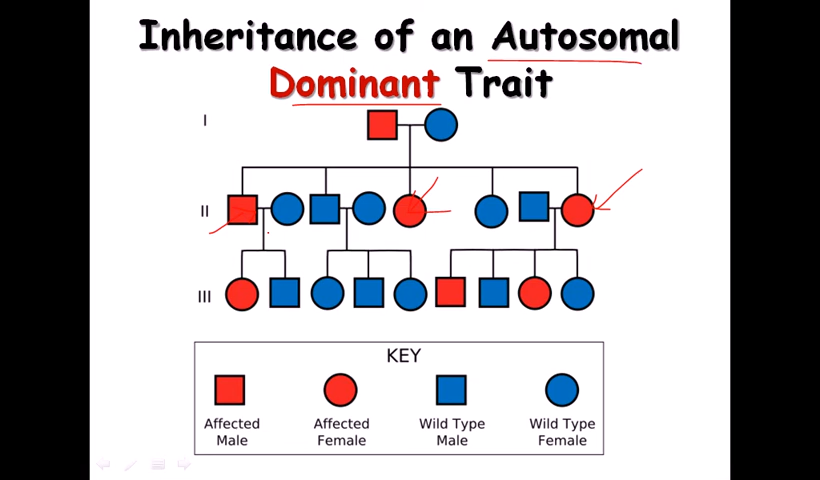 Inheritance of an Autosomal
Dominant Trait
I
II
III
KEY
Affected Male
Affected Female
Wild Type Male
Wild Type Female